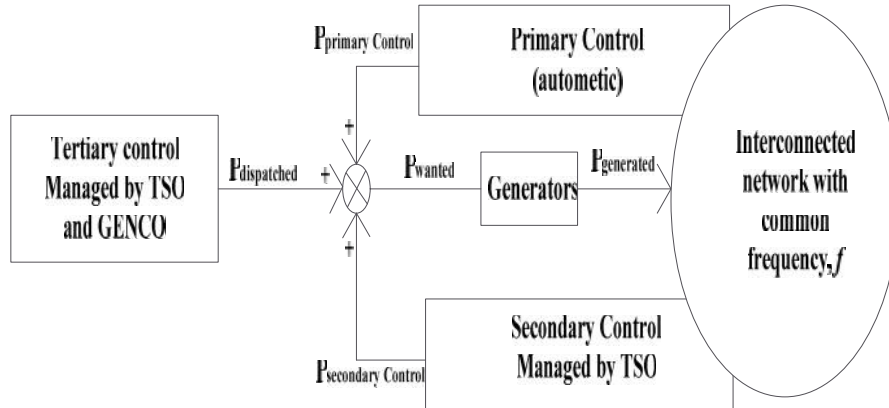 Pprimary Control
Primary Control
(autometic)
Tertiary control
Managed by TSO
and GENCO
Pdispatched
+
+
+
Pwanted
Generators
Pgenerated
Interconnected
network with
common
frequency, f
Secondary Control
Managed by TSO
Psecondary Control